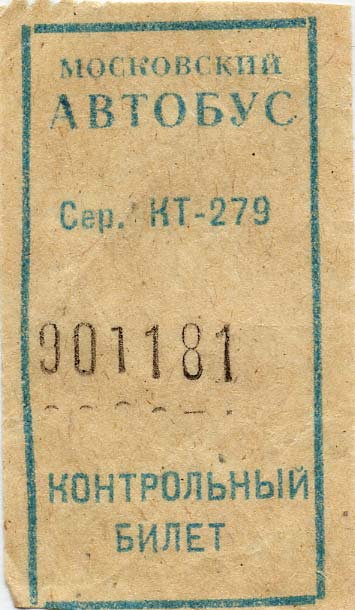 МОСКОВСКИЙ
АВТОБУС
Сер. КТ-279
901181
КОНТРОЛЬНЫЙ
БИЛЕТ